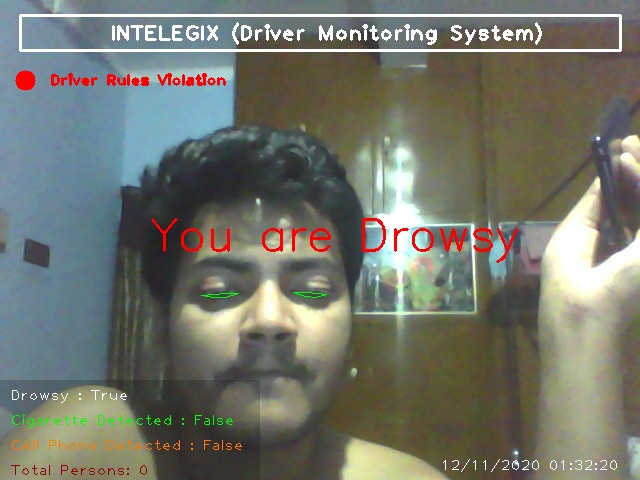 INTELEGIX (Driver Monitoring System)
Driver Rules Violation
You are Drowsy
Drowsy : True
Cigarette Detected : False
Cell Phone Detected : False
Total Persons: 0
12/11/2020 01:32:20